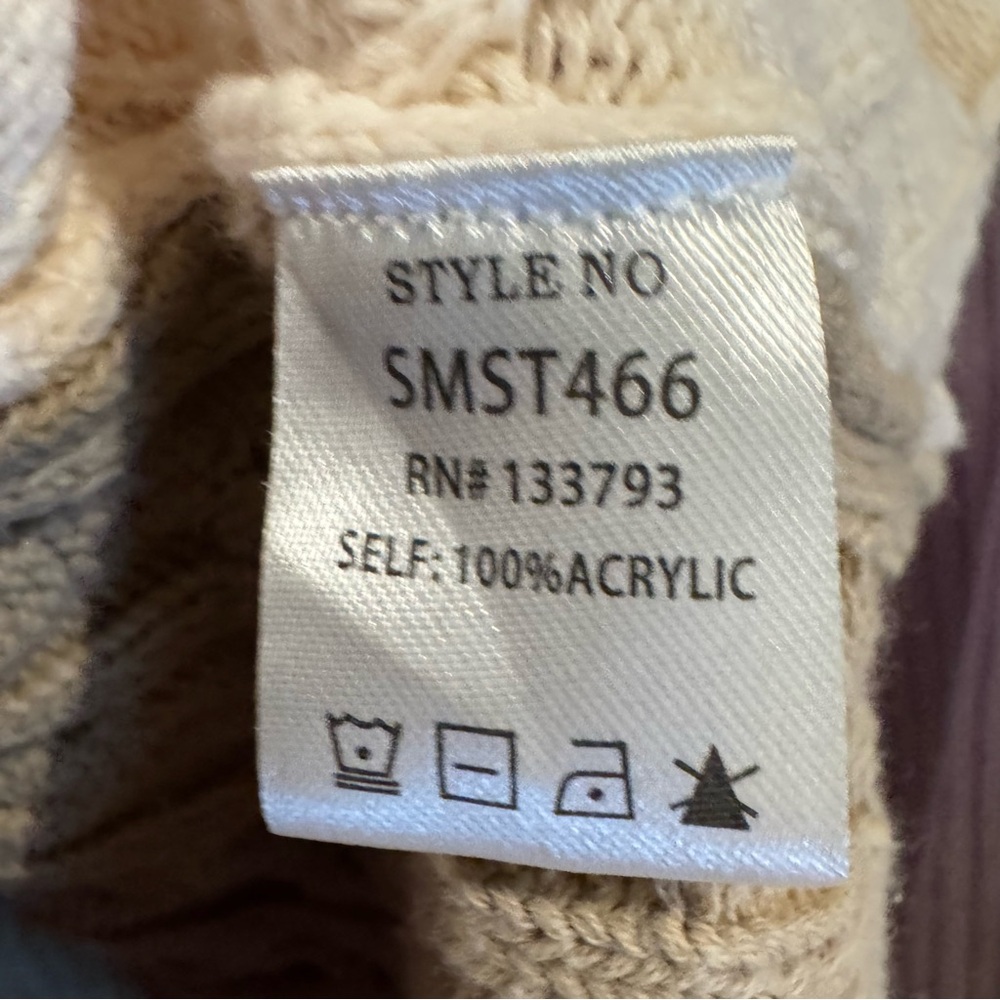 STYLE NO
SMST466
RN# 133793
SELF: 100%ACRYLIC